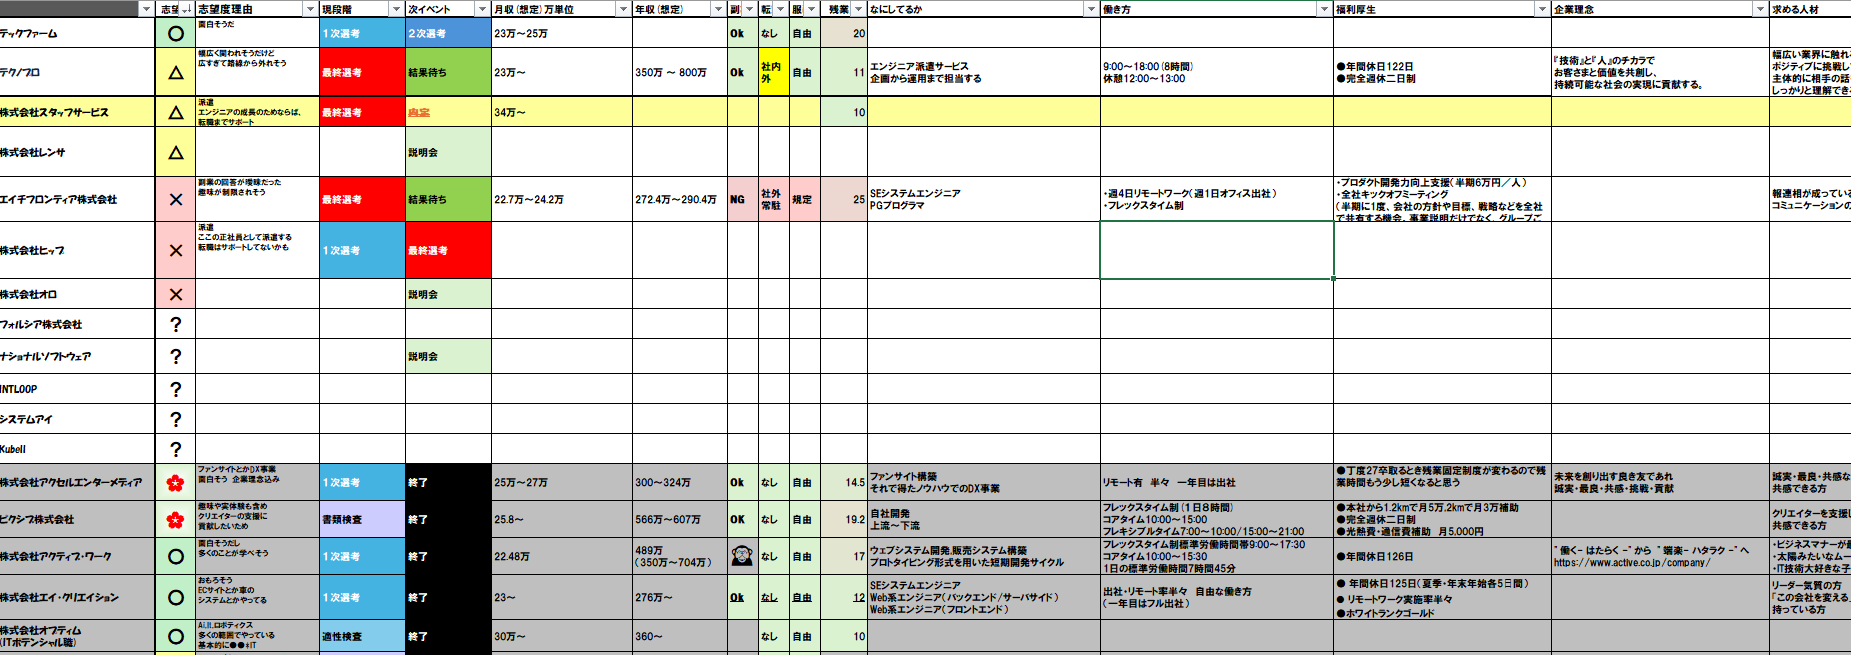 志望
志望度理由
現段階
次イベント
月収(想定)万単位
年収(想定)
副
転
服
残業
なにしてるか
働き方
福利厚生
企業理念
求める人材
テックファーム
○
面白そうだ
1次選考
2次選考
23万～25万
Ok
なし
自由
20
テクノプロ
△
幅広く関われそうだけど
広すぎて路線から外れそう
最終選考
結果待ち
23万～
350万 ～ 800万
Ok
社内
外
自由
11
エンジニア派遣サービス
企画から運用まで担当する
9:00～18:00(8時間)
休憩12:00～13:00
●年間休日122日
●完全週休二日制
『技術』と『人』のチカラで
お客さまと価値を共創し、
持続可能な社会の実現に貢献する。
幅広い業界に触れ
ポジティブに挑戦し
主体的に相手の話
しっかりと理解でき
株式会社スタッフサービス
△
派遣
エンジニアの成長のためならば、
転職までサポート
最終選考
内定
34万～
10
株式会社レンサ
△
説明会
エイチフロンティア株式会社
×
副業の回答が曖昧だった
趣味が制限されそう
最終選考
結果待ち
22.7万～24.2万
272.4万～290.4万
NG
社外
常駐
規定
25
SEシステムエンジニア
PGプログラマ
・週4日リモートワーク(週1日オフィス出社)
・フレックスタイム制
・プロダクト開発力向上支援(半期6万円／人)
・全社キックオフミーティング
(半期に1度、会社の方針や目標、戦略などを全社
で共有する機会。事業説明だけでなく、グループご
報連相が成っている
コミュニケーションの
株式会社ヒップ
×
派遣
ここの正社員として派遣する
転職はサポートしてないかも
1次選考
最終選考
株式会社オロ
×
説明会
フォルシア株式会社
?
ナショナルソフトウェア
?
説明会
INTLOOP
?
システムアイ
?
Kubell
?
株式会社アクセルエンターメディア
ファンサイトとかDX事業
面白そう 企業理念込み
1次選考
終了
25万～27万
300～324万
Ok
なし
自由
14.5
ファンサイト構築
それで得たノウハウでのDX事業
リモート有 半々 一年目は出社
●丁度27卒取るとき残業固定制度が変わるので残
業時間もう少し短くなると思う
未来を創り出す良き友であれ
誠実・最良・共感・挑戦・貢献
誠実・最良・共感な
共感できる方
ピクシブ株式会社
趣味や実体験も含め
クリエイターの支援に
貢献したいため
書類検査
終了
25.8～
566万～607万
OK
なし
自由
19.2
自社開発
上流～下流
フレックスタイム制(1日8時間)
コアタイム10:00～15:00
フレキシブルタイム7:00～10:00/15:00～21:00
●本社から1.2kmで月5万,2kmで月3万補助
●完全週休二日制
●光熱費・通信費補助 月5,000円
クリエイターを支援し
共感できる方
株式会社アクティブ・ワーク
○
面白そうだし
多くのことが学べそう
1次選考
終了
22.48万
489万
(350万～704万)
なし
自由
17
ウェブシステム開発,販売システム構築
プロトタイピング形式を用いた短期開発サイクル
フレックスタイム制標準労働時間帯9:00～17:30
コアタイム10:00～15:30
1日の標準労働時間7時間45分
●年間休日126日
"働く- はたらく -"から "端楽- ハタラク -"へ
https://www.active.co.jp/company/
・ビジネスマナーが
・太陽みたいなムー
・IT技術大好きな子
株式会社エイ・クリエイション
○
おもろそう
ECサイトとか車の
システムとかやってる
1次選考
終了
23～
276万～
Ok
なし
自由
12
SEシステムエンジニア
Web系エンジニア(バックエンド/サーバサイド)
Web系エンジニア(フロントエンド)
出社・リモート率半々 自由な働き方
(一年目はフル出社)
● 年間休日125日(夏季・年末年始各5日間)
● リモートワーク実施率半々
●ホワイトランクゴールド
リーダー気質の方
「この会社を変える」
持っている方
株式会社オプティム
(ITポテンシャル職)
○
Ai,II,ロボティクス
多くの範囲でやっている
基本的に●●×IT
適性検査
終了
30万～
360～
なし
自由
10